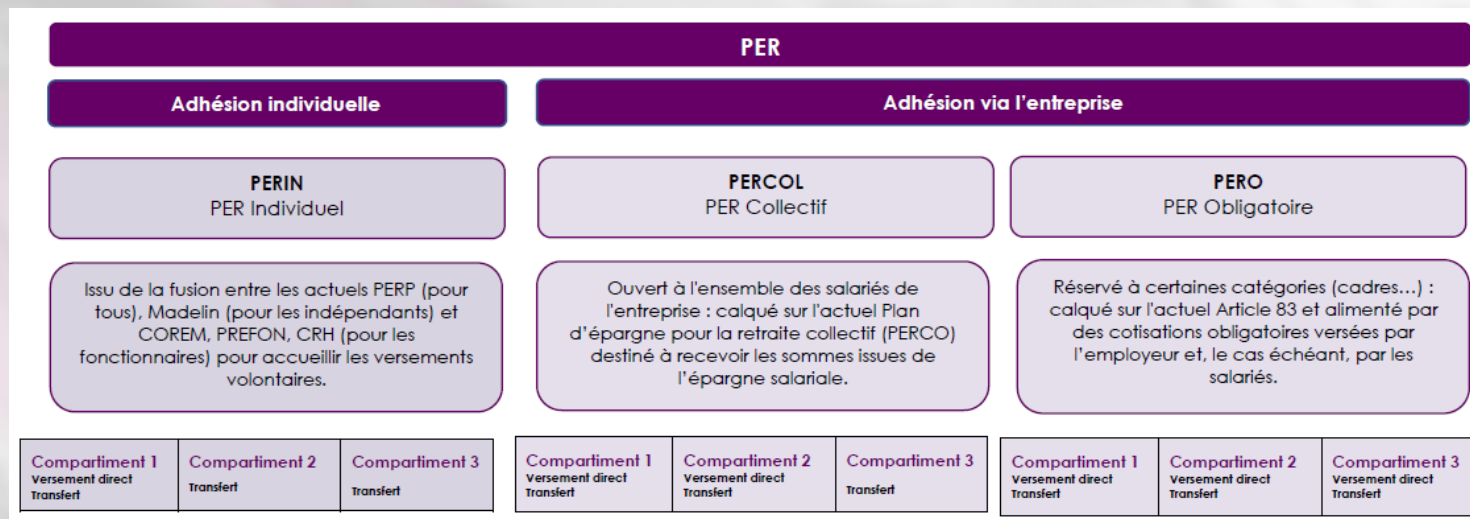 PER
Adhésion individuelle
Adhésion via l'entreprise
PERIN
PER Individuel
PERCOL
PER Collectif
PERO
PER Obligatoire
Issu de la fusion entre les actuels PERP (pour
tous), Madelin (pour les indépendants) et
COREM, PREFON, CRH (pour les
fonctionnaires) pour accueillir les versements
volontaires.
Ouvert à l'ensemble des salariés de
l'entreprise : calqué sur l'actuel Plan
d'épargne pour la retraite collectif (PERCO)
destiné à recevoir les sommes issues de
l'épargne salariale.
Réservé à certaines catégories (cadres...) :
calqué sur l'actuel Article 83 et alimenté par
des cotisations obligatoires versées par
l'employeur et, le cas échéant, par les
salariés.
Compartiment 1
Versement direct
Transfert
Compartiment 2
Transfert
Compartiment 3
Transfert
Compartiment 1
Versement direct
Transfert
Compartiment 2
Versement direct
Transfert
Compartiment 3
Transfert
Compartiment 1
Versement direct
Transfert
Compartiment 2
Versement direct
Transfert
Compartiment 3
Versement direct
Transfert